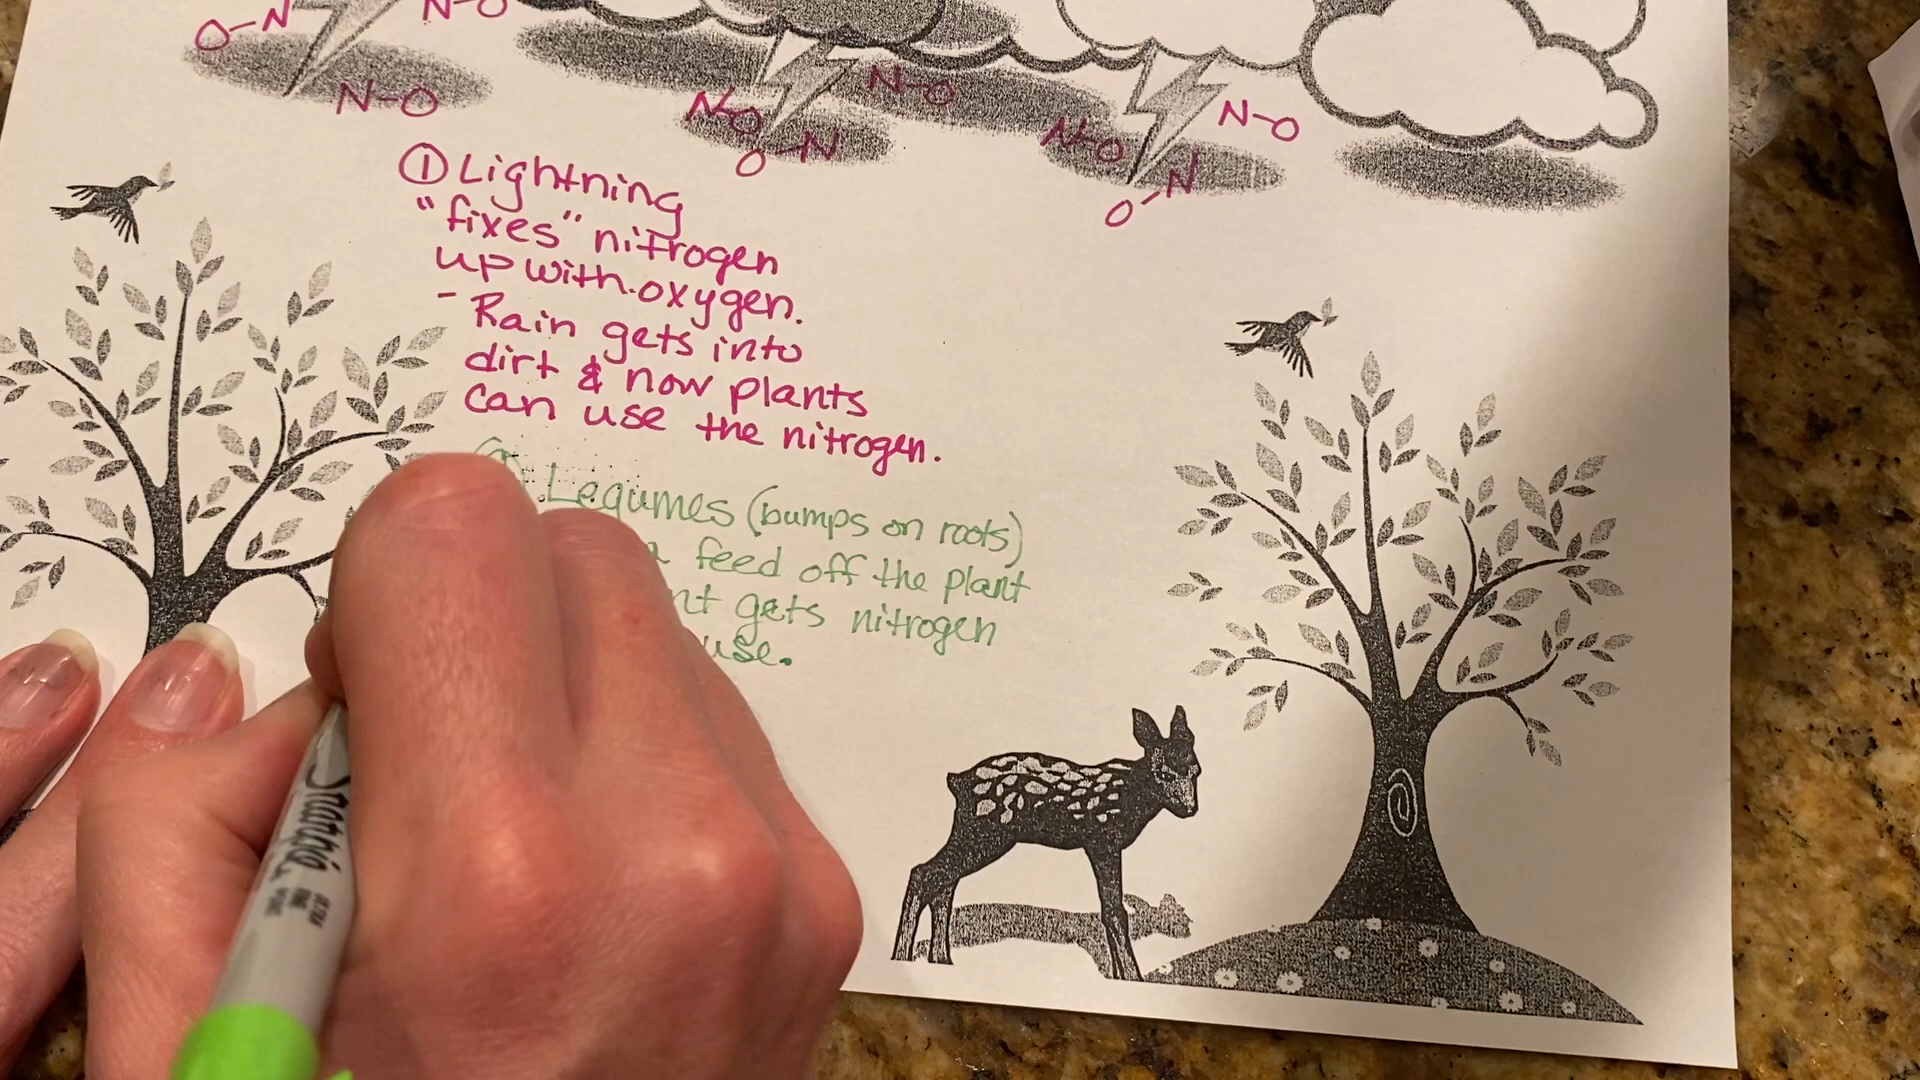 O-N
N-O
N-O
N-O
N-O
O-N
N-O
N-O
N-O
O-N
① Lightning
"fixes" nitrogen
up with oxygen.
- Rain gets into
dirt & now plants
can use the nitrogen.
Legumes (bumps on roots)
feed off the plant
gets nitrogen
use.
Sharpie